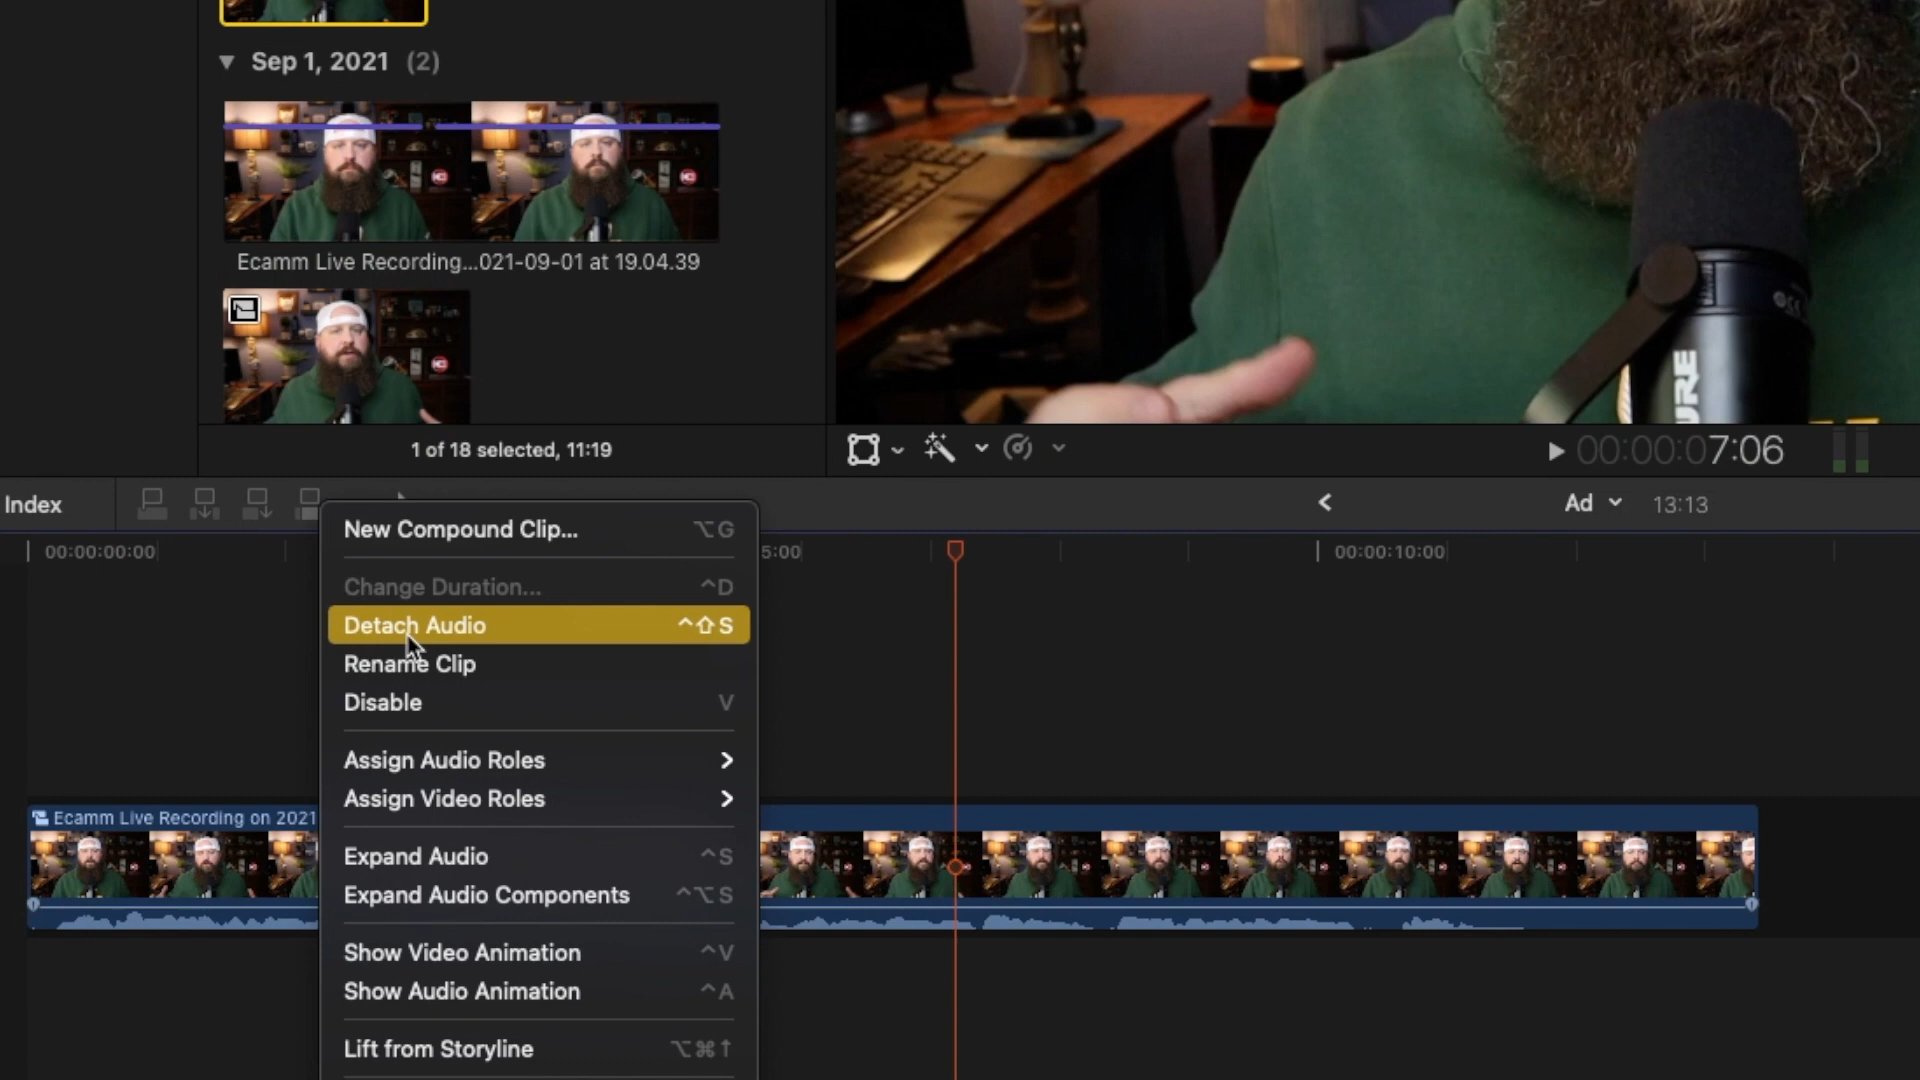 Sep 1, 2021 (2)
Ecamm Live Recording...021-09-01 at 19.04.39
1 of 18 selected, 11:19
00:00:07:06
URE
Index
Ad
13:13
00:00:00:00
5:00
00:00:10:00
New Compound Clip... ⌥G
Change Duration... ^D
Detach Audio ^⇧S
Rename Clip
Disable V
Assign Audio Roles
Assign Video Roles
Expand Audio ^S
Expand Audio Components ^⌥S
Show Video Animation ^V
Show Audio Animation ^A
Lift from Storyline ⌥⌘↑
Ecamm Live Recording on 2021